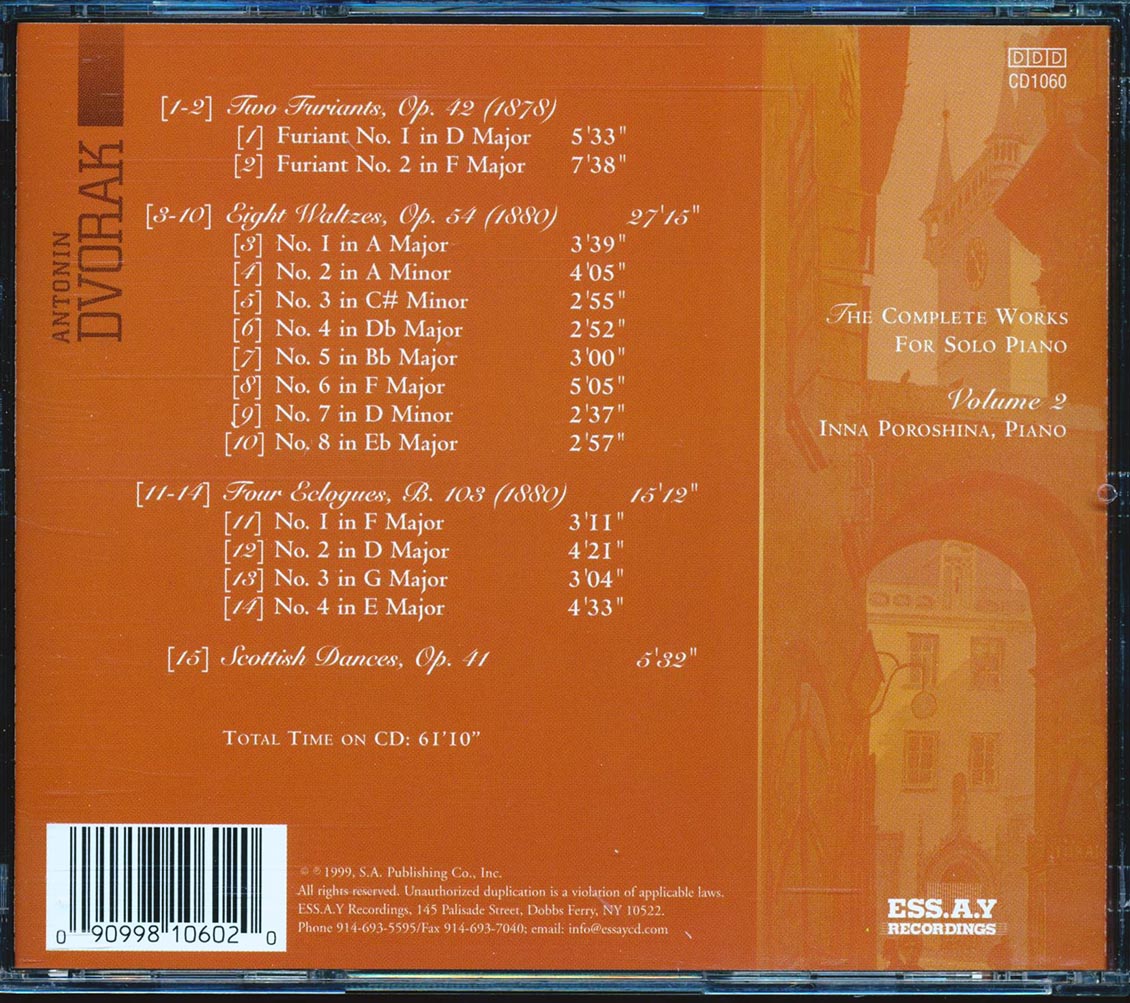 ANTONIN
DVORAK
[1-2] Two Furiants, Op. 42 (1878)
[1] Furiant No. 1 in D Major 5'33"
[2] Furiant No. 2 in F Major 7'38"
[3-10] Eight Waltzes, Op. 54 (1880) 27'15"
[3] No. 1 in A Major 3'39"
[4] No. 2 in A Minor 4'05"
[5] No. 3 in C# Minor 2'55"
[6] No. 4 in Db Major 2'52"
[7] No. 5 in Bb Major 3'00"
[8] No. 6 in F Major 5'05"
[9] No. 7 in D Minor 2'37"
[10] No. 8 in Eb Major 2'57"
[11-14] Four Eclogues, B. 103 (1880) 15'12"
[11] No. 1 in F Major 3'11"
[12] No. 2 in D Major 4'21"
[13] No. 3 in G Major 3'04"
[14] No. 4 in E Major 4'33"
[15] Scottish Dances, Op. 41 5'32"
TOTAL TIME ON CD: 61'10"
DDD
CD1060
THE COMPLETE WORKS
FOR SOLO PIANO
Volume 2
INNA POROSHINA, PIANO
0 90998 10602 0
© ℗ 1999, S.A. Publishing Co., Inc.
All rights reserved. Unauthorized duplication is a violation of applicable laws.
ESS.A.Y Recordings, 145 Palisade Street, Dobbs Ferry, NY 10522.
Phone 914-693-5595/Fax 914-693-7040; email: info@essaycd.com
ESS.A.Y
RECORDINGS